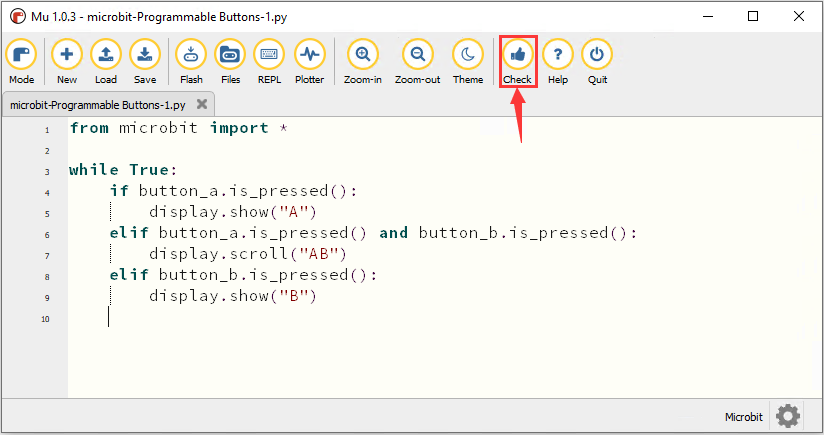 Mu 1.0.3 - microbit-Programmable Buttons-1.py
Mode New Load Save Flash Files REPL Plotter Zoom-in Zoom-out Theme Check Help Quit
microbit-Programmable Buttons-1.py
1 from microbit import *
2
3 while True:
4 if button_a.is_pressed():
5 display.show("A")
6 elif button_a.is_pressed() and button_b.is_pressed():
7 display.scroll("AB")
8 elif button_b.is_pressed():
9 display.show("B")
10
Microbit